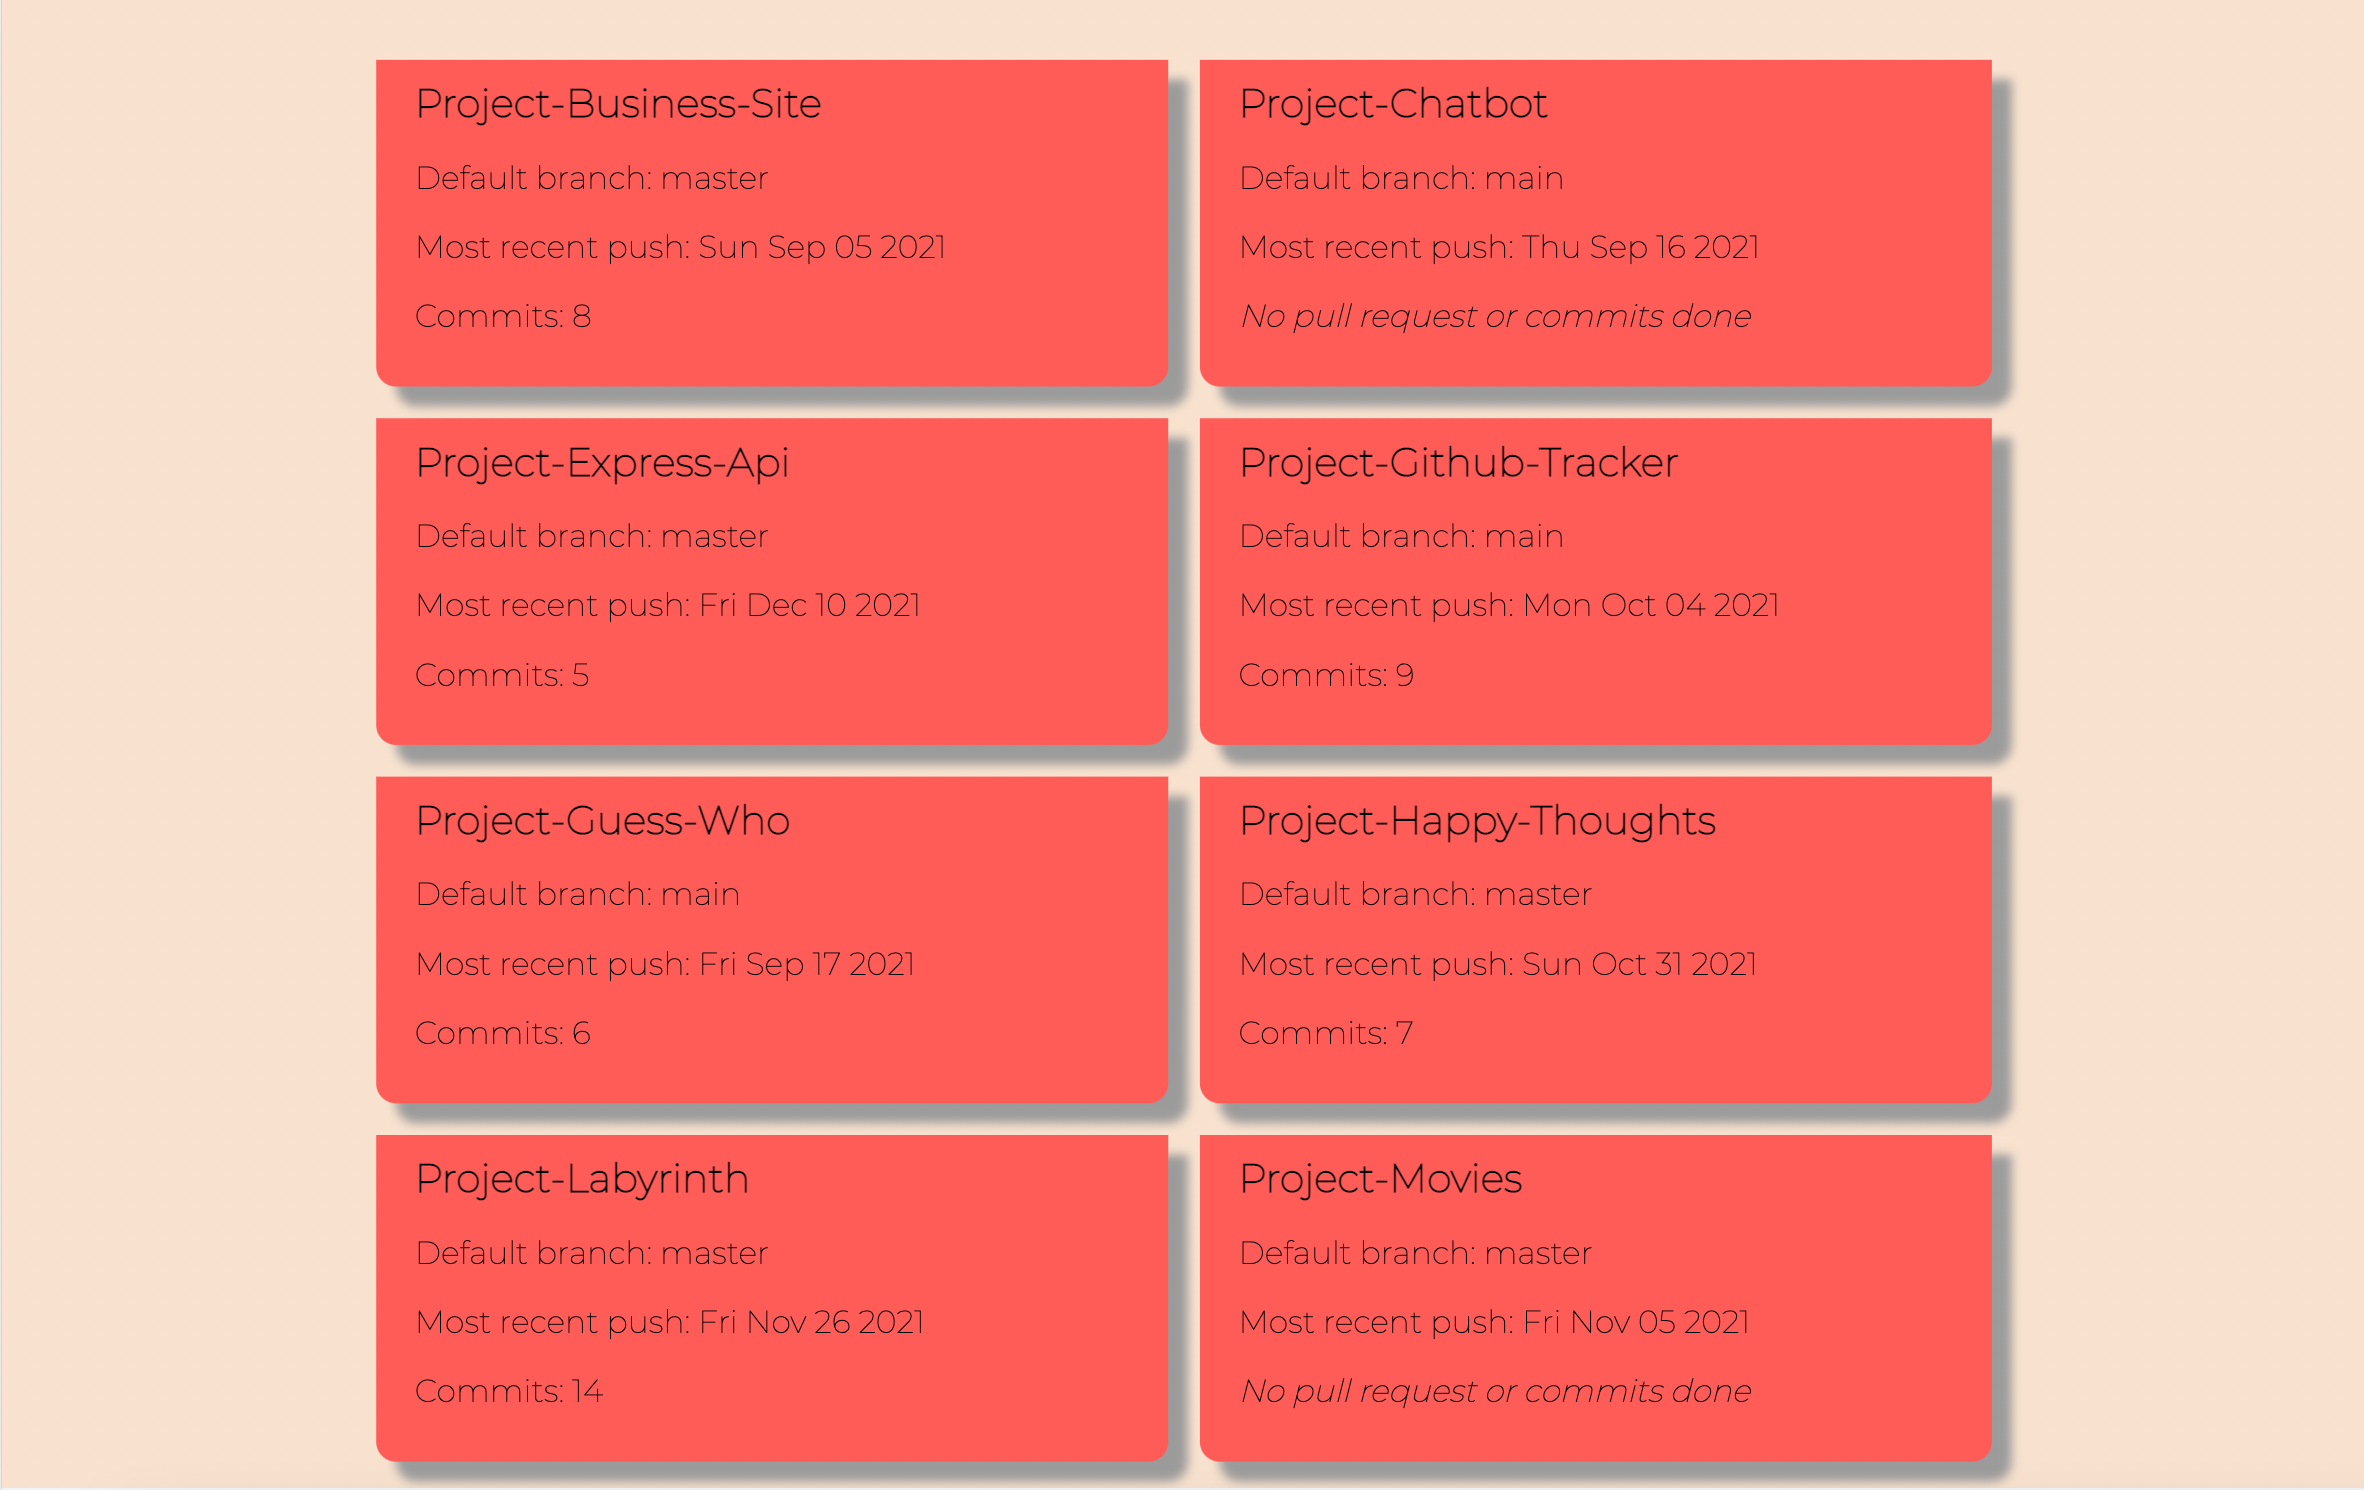 Project-Business-Site
Default branch: master
Most recent push: Sun Sep 05 2021
Commits: 8
Project-Chatbot
Default branch: main
Most recent push: Thu Sep 16 2021
No pull request or commits done
Project-Express-Api
Default branch: master
Most recent push: Fri Dec 10 2021
Commits: 5
Project-Github-Tracker
Default branch: main
Most recent push: Mon Oct 04 2021
Commits: 9
Project-Guess-Who
Default branch: main
Most recent push: Fri Sep 17 2021
Commits: 6
Project-Happy-Thoughts
Default branch: master
Most recent push: Sun Oct 31 2021
Commits: 7
Project-Labyrinth
Default branch: master
Most recent push: Fri Nov 26 2021
Commits: 14
Project-Movies
Default branch: master
Most recent push: Fri Nov 05 2021
No pull request or commits done